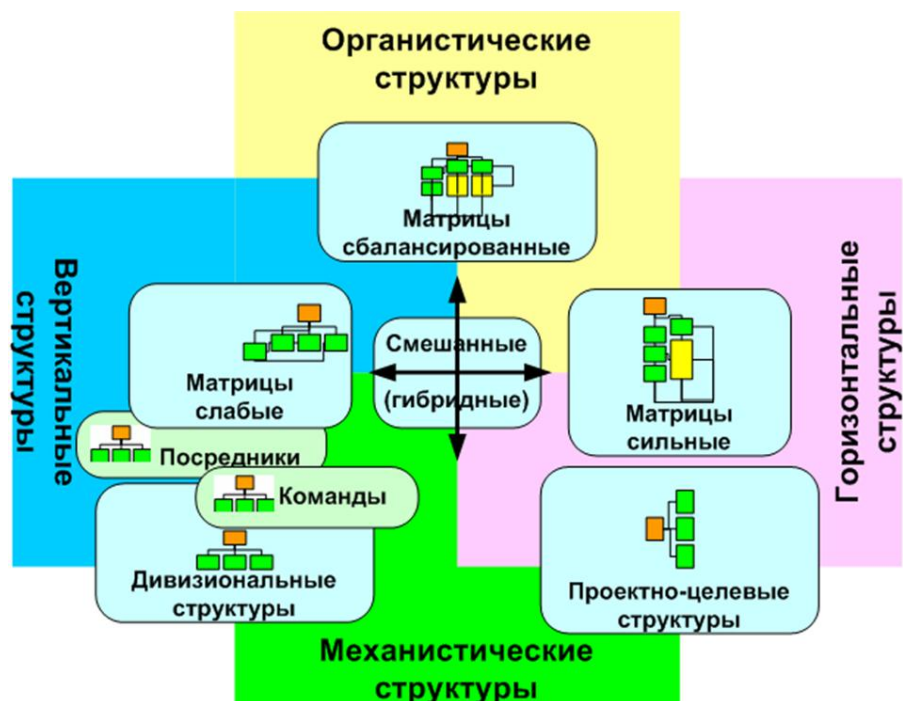 Органистические
структуры
Матрицы
сбалансированные
Вертикальные
структуры
Горизонтальные
структуры
Смешанные
(гибридные)
Матрицы
слабые
Матрицы
сильные
Посредники
Команды
Дивизиональные
структуры
Проектно-целевые
структуры
Механистические
структуры